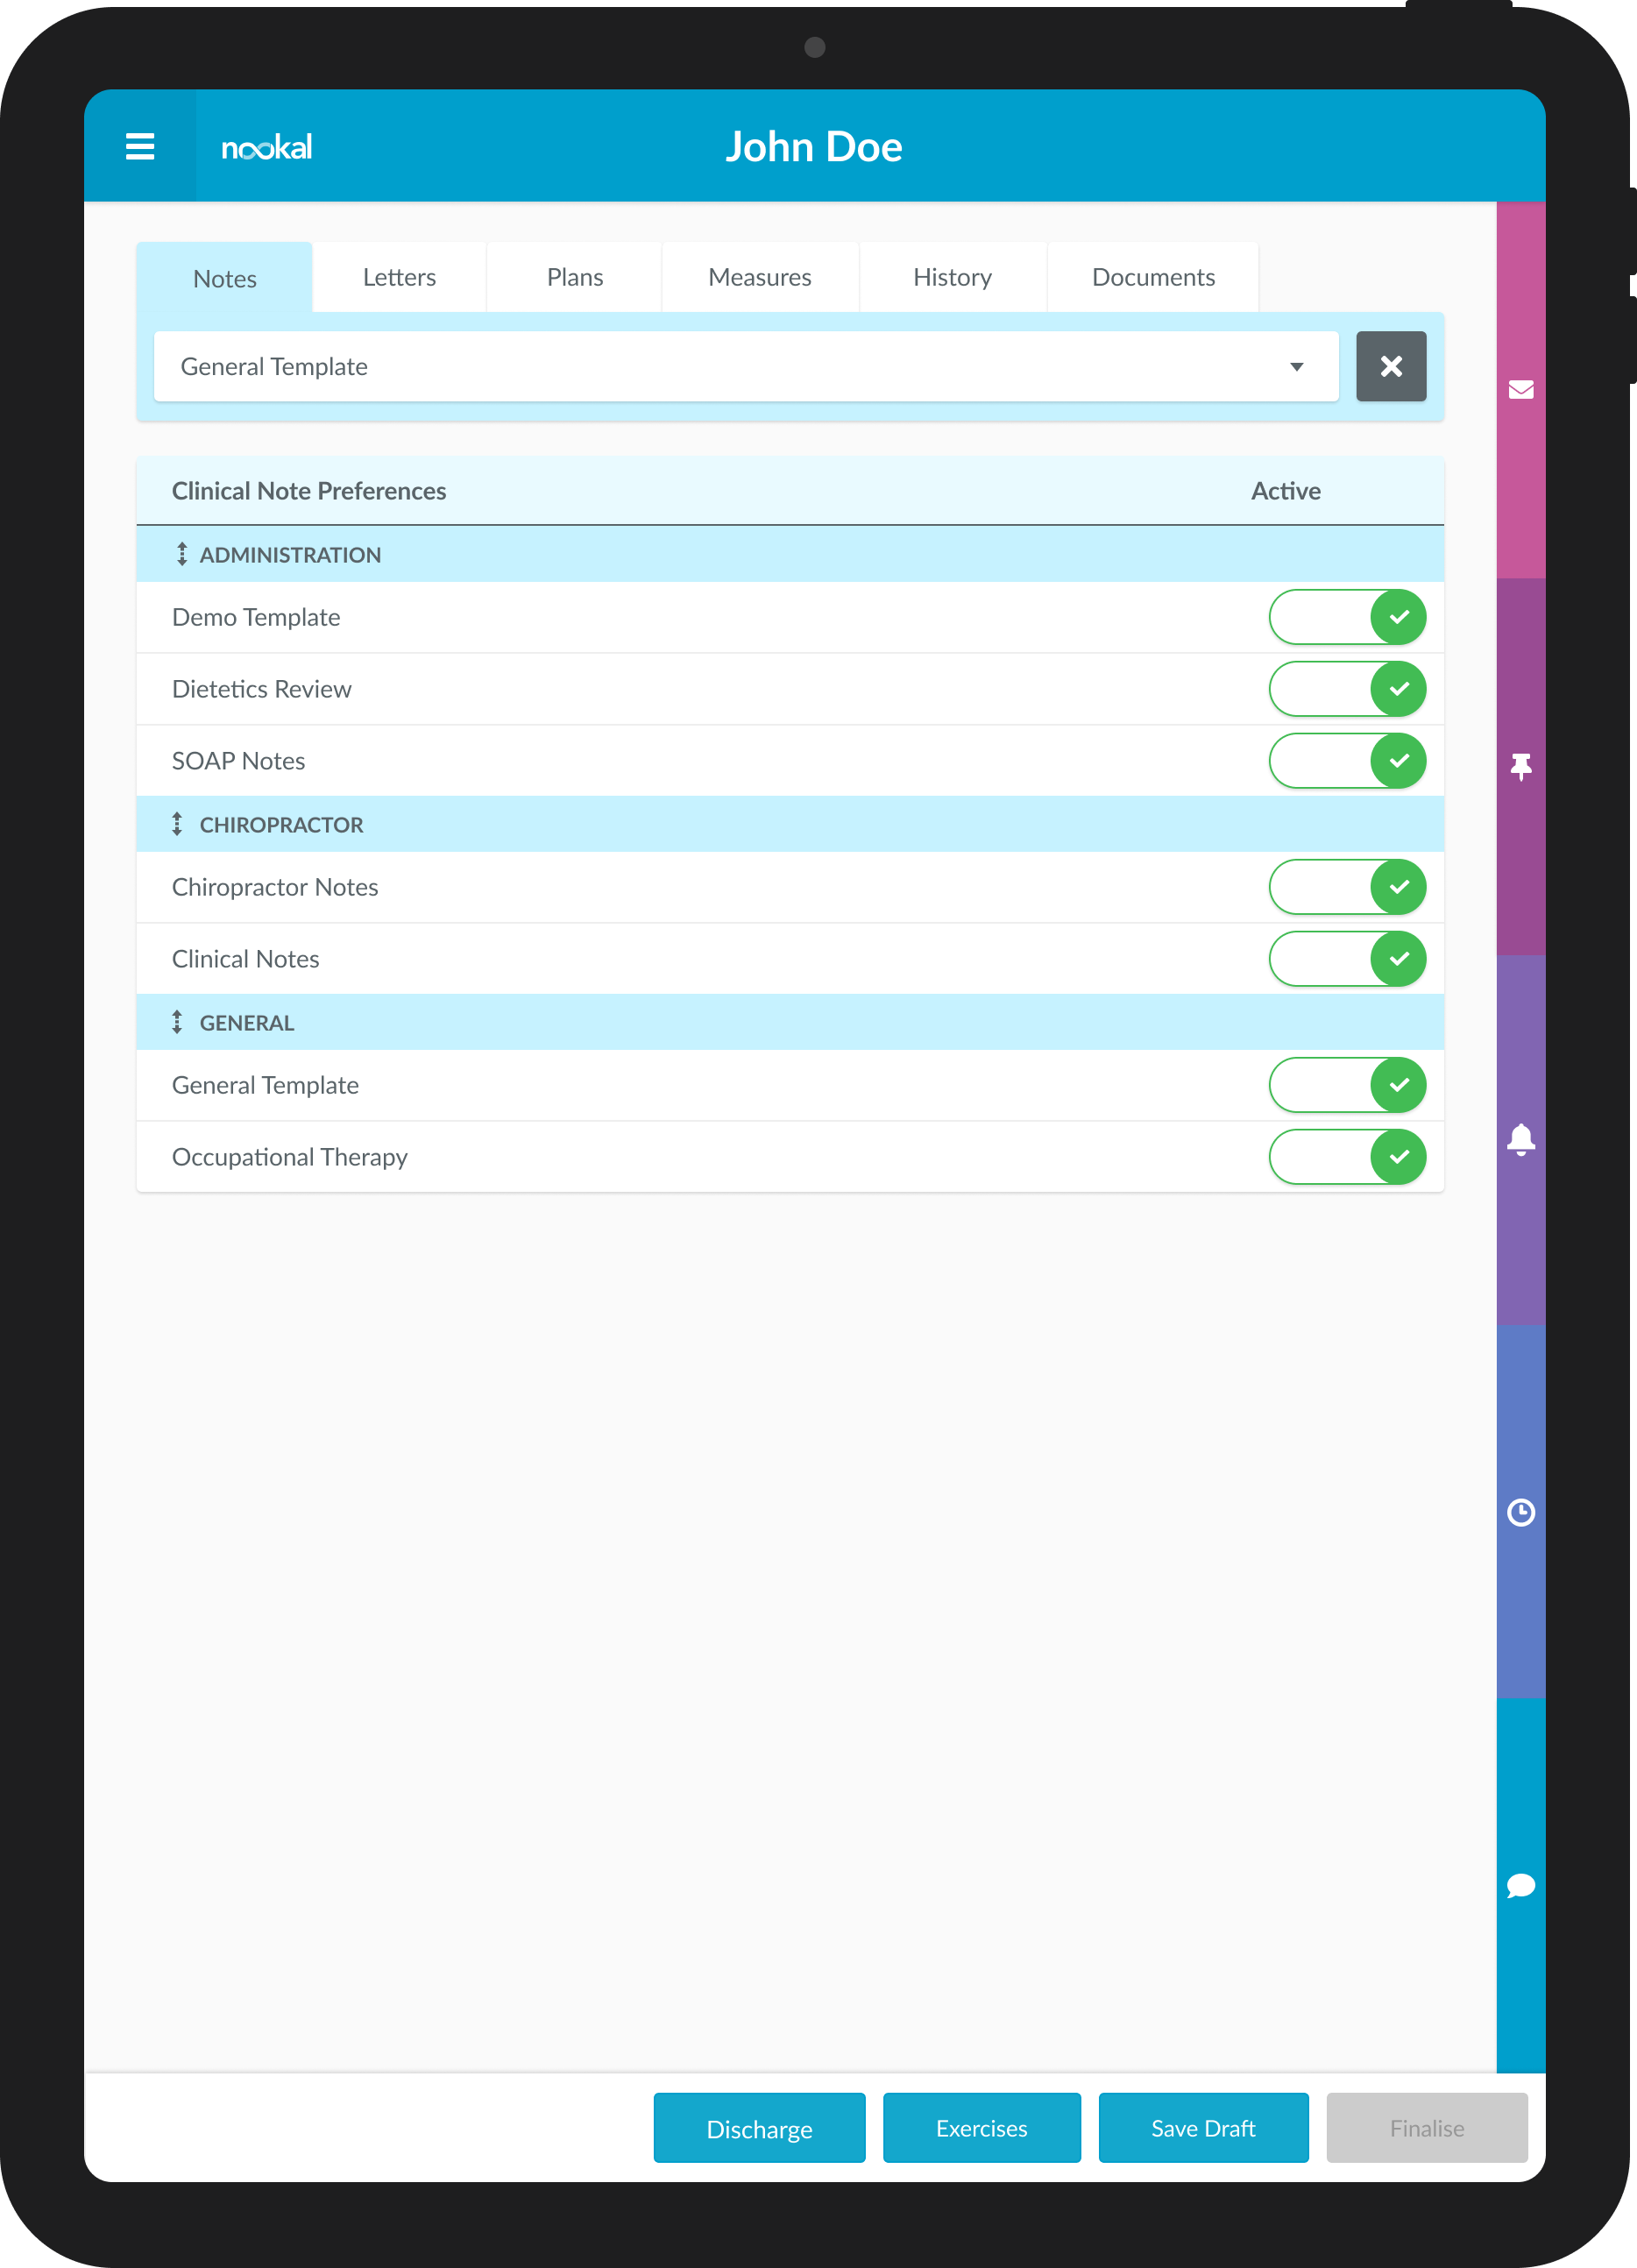 nookal
John Doe
Notes Letters Plans Measures History Documents
General Template
Clinical Note Preferences Active
ADMINISTRATION
Demo Template
Dietetics Review
SOAP Notes
CHIROPRACTOR
Chiropractor Notes
Clinical Notes
GENERAL
General Template
Occupational Therapy
Discharge Exercises Save Draft Finalise